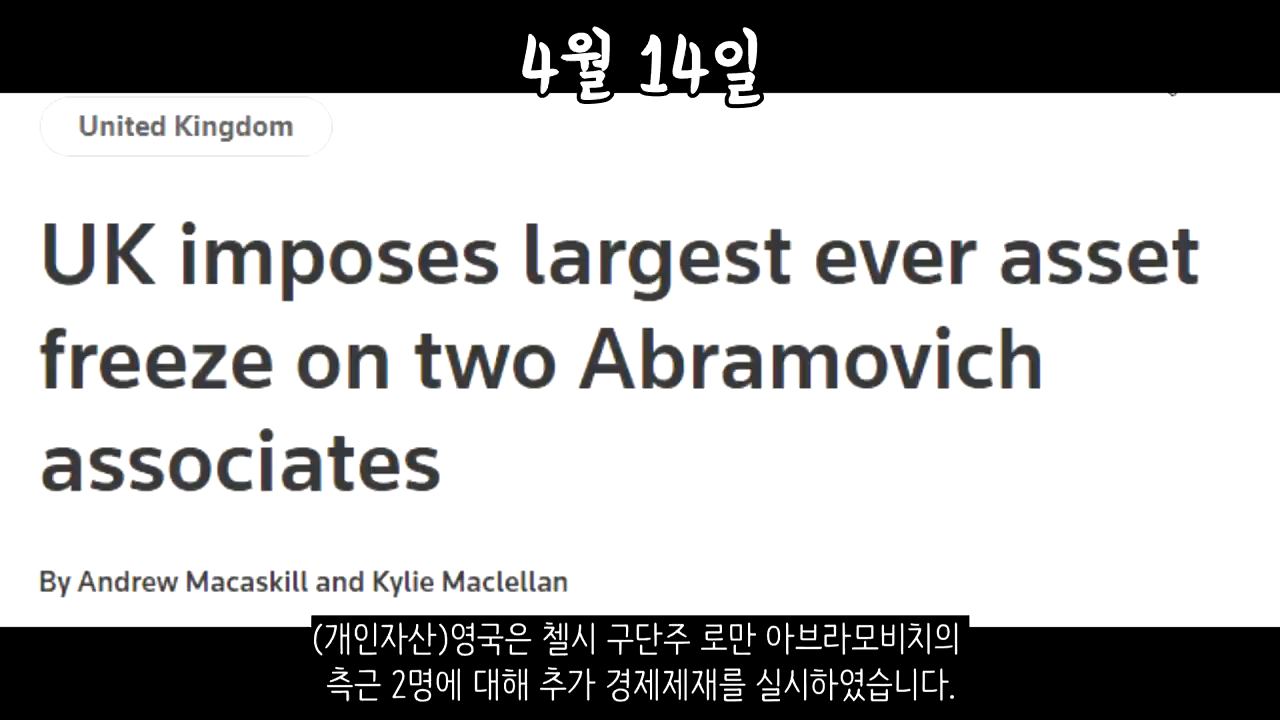 4월 14일
United Kingdom
UK imposes largest ever asset
freeze on two Abramovich
associates
By Andrew Macaskill and Kylie Maclellan
(개인자산)영국은 첼시 구단주 로만 아브라모비치의
측근 2명에 대해 추가 경제제재를 실시하였습니다.